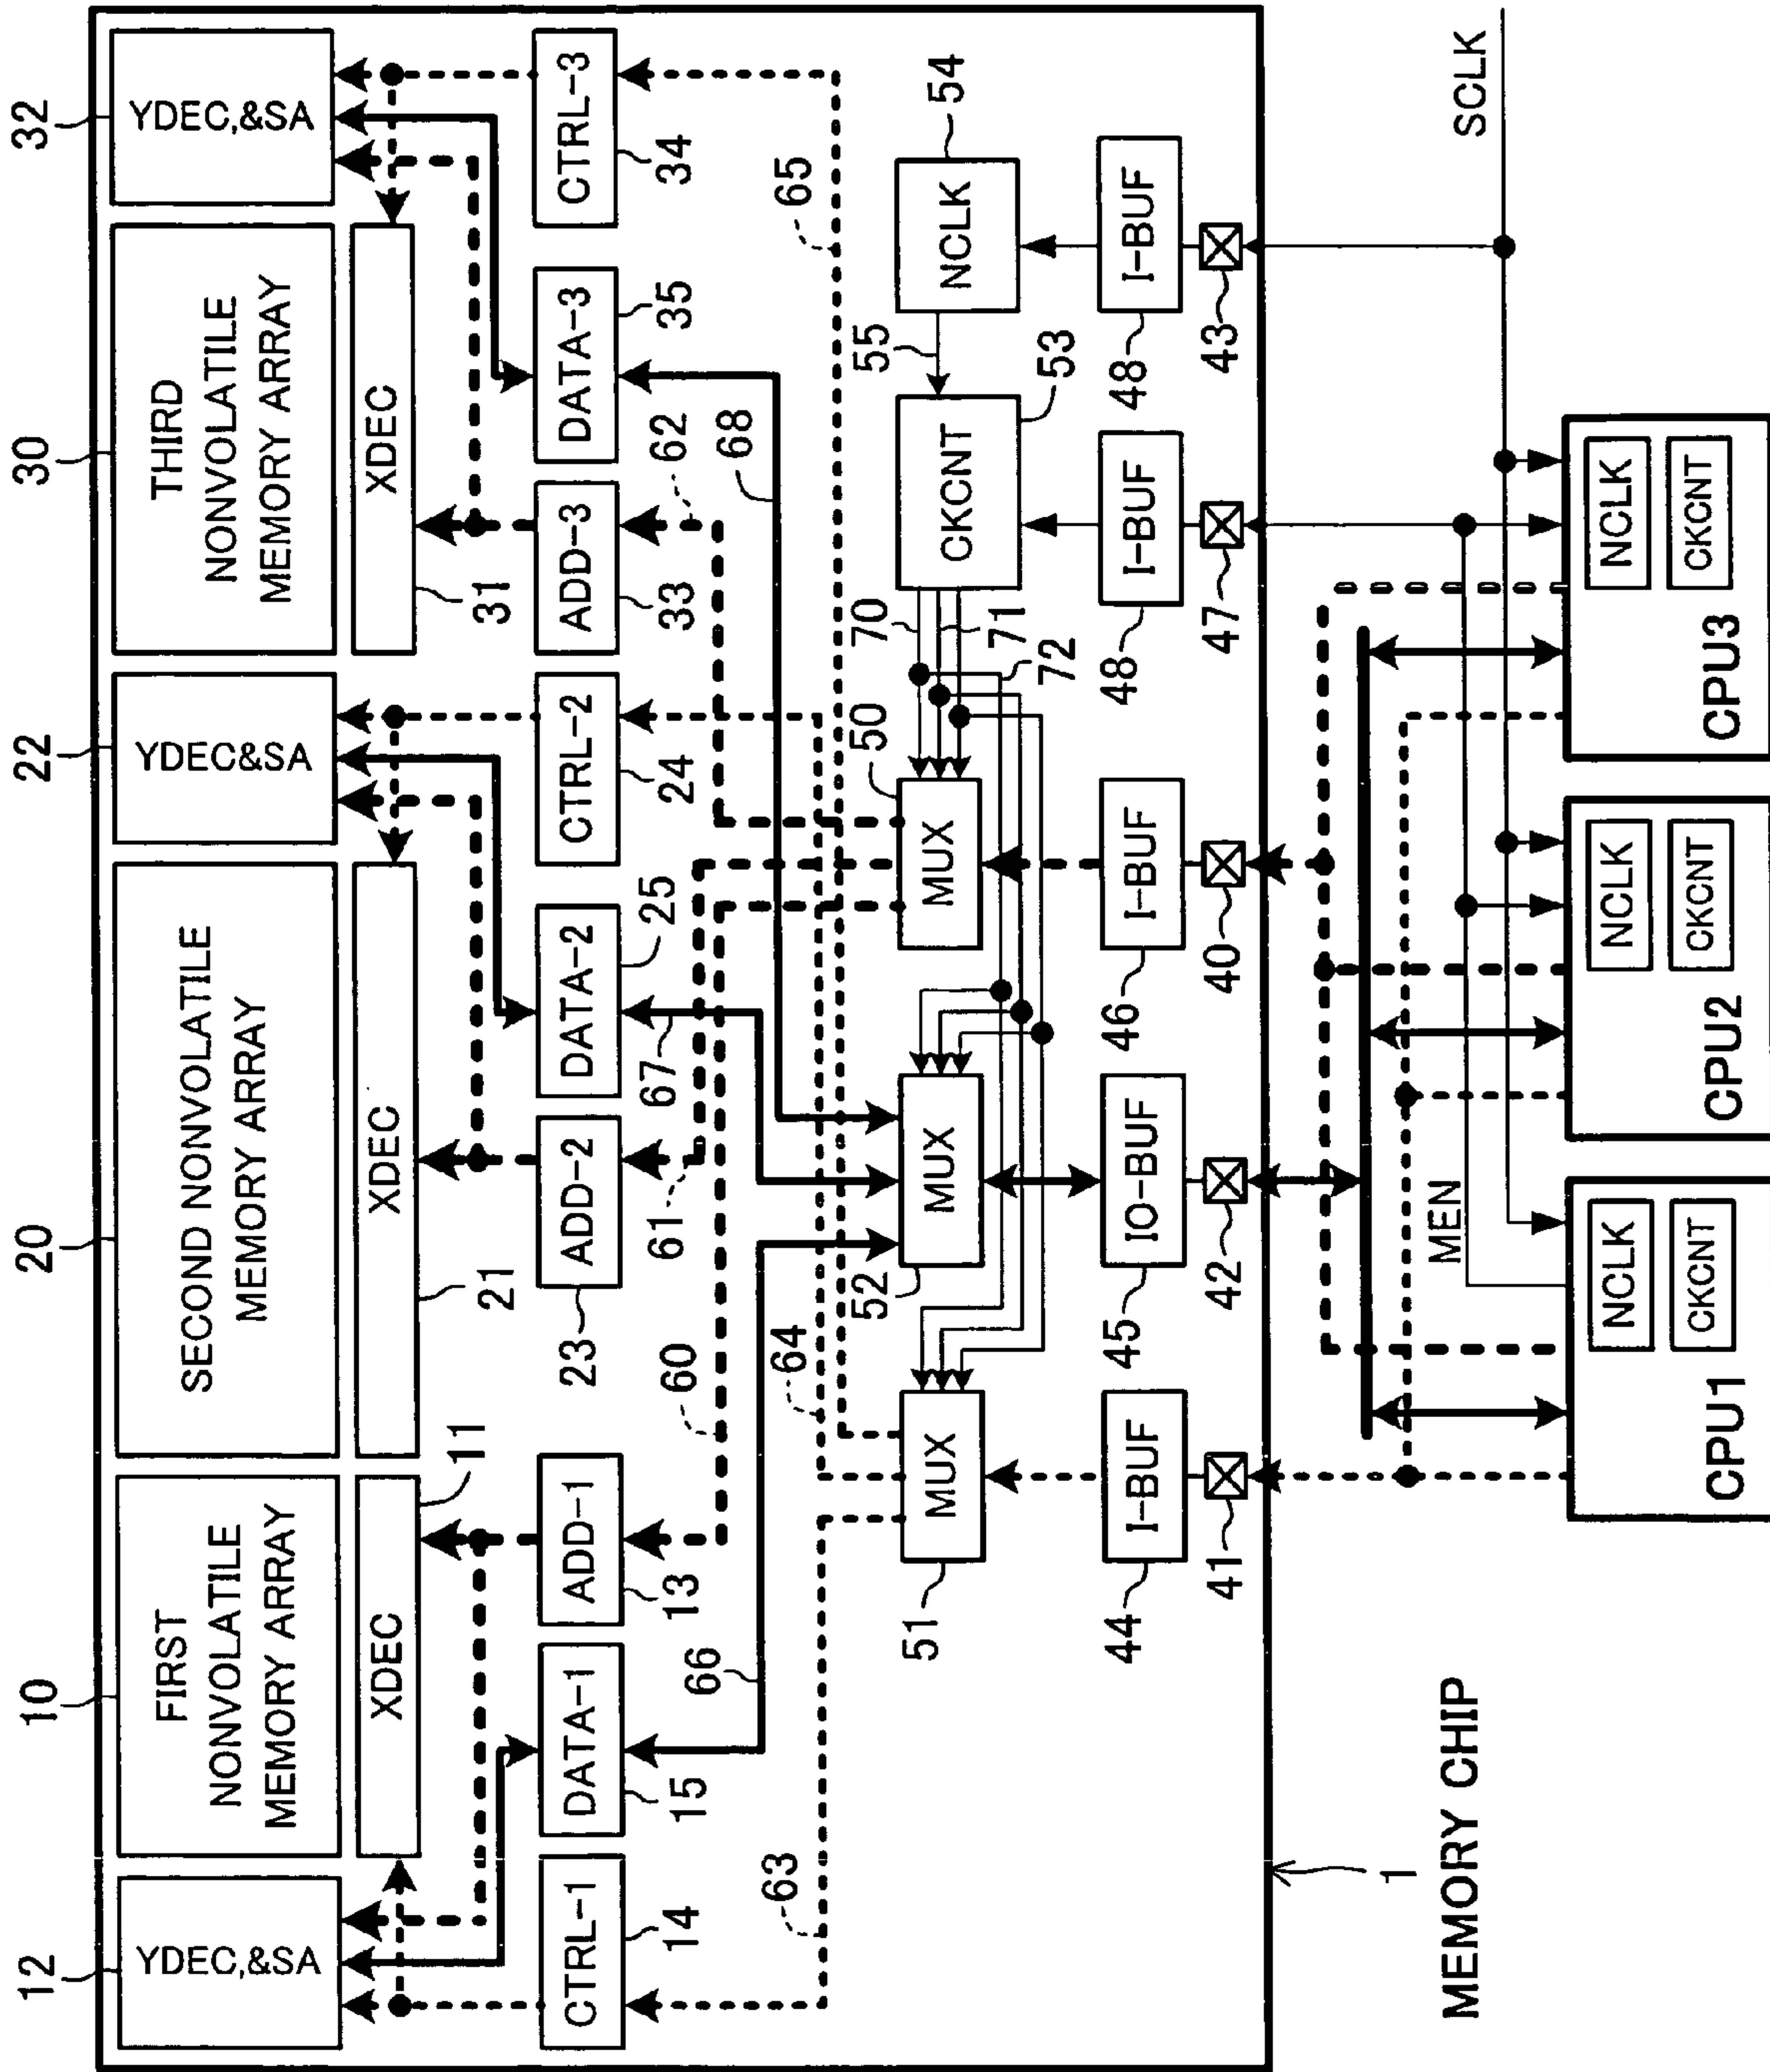 12
10
20
22
30
32
YDEC,&SA
FIRST
NONVOLATILE
MEMORY ARRAY
SECOND NONVOLATILE
MEMORY ARRAY
YDEC&SA
THIRD
NONVOLATILE
MEMORY ARRAY
YDEC,&SA
XDEC
11
XDEC
21
XDEC
31
CTRL-1
14
DATA-1
15
ADD-1
13
ADD-2
23
DATA-2
25
CTRL-2
24
ADD-3
33
DATA-3
35
CTRL-3
34
63
66
60
61
67
64
62
68
65
MUX
51
MUX
52
MUX
50
70
71
72
CKCNT
53
55
NCLK
54
I-BUF
44
IO-BUF
45
I-BUF
46
I-BUF
48
I-BUF
48
41
42
40
47
43
1
MEMORY CHIP
MEN
SCLK
NCLK
CKCNT
CPU1
NCLK
CKCNT
CPU2
NCLK
CKCNT
CPU3